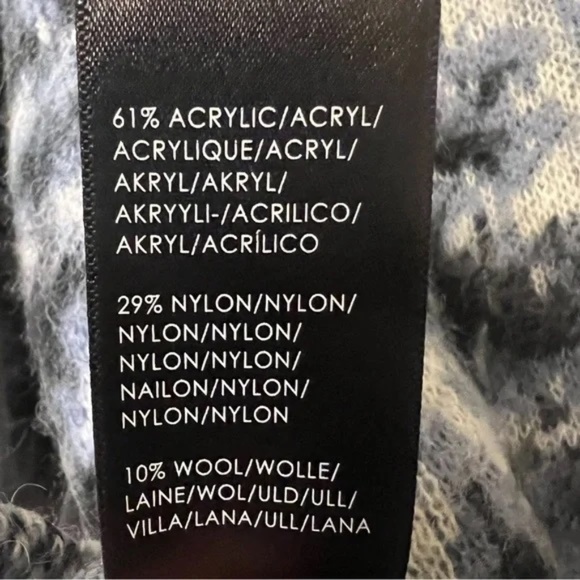 61% ACRYLIC/ACRYL/
ACRYLIQUE/ACRYL/
AKRYL/AKRYL/
AKRYYLI-/ACRILICO/
AKRYL/ACRÍLICO
29% NYLON/NYLON/
NYLON/NYLON/
NYLON/NYLON/
NAILON/NYLON/
NYLON/NYLON
10% WOOL/WOLLE/
LAINE/WOL/ULD/ULL/
VILLA/LANA/ULL/LANA